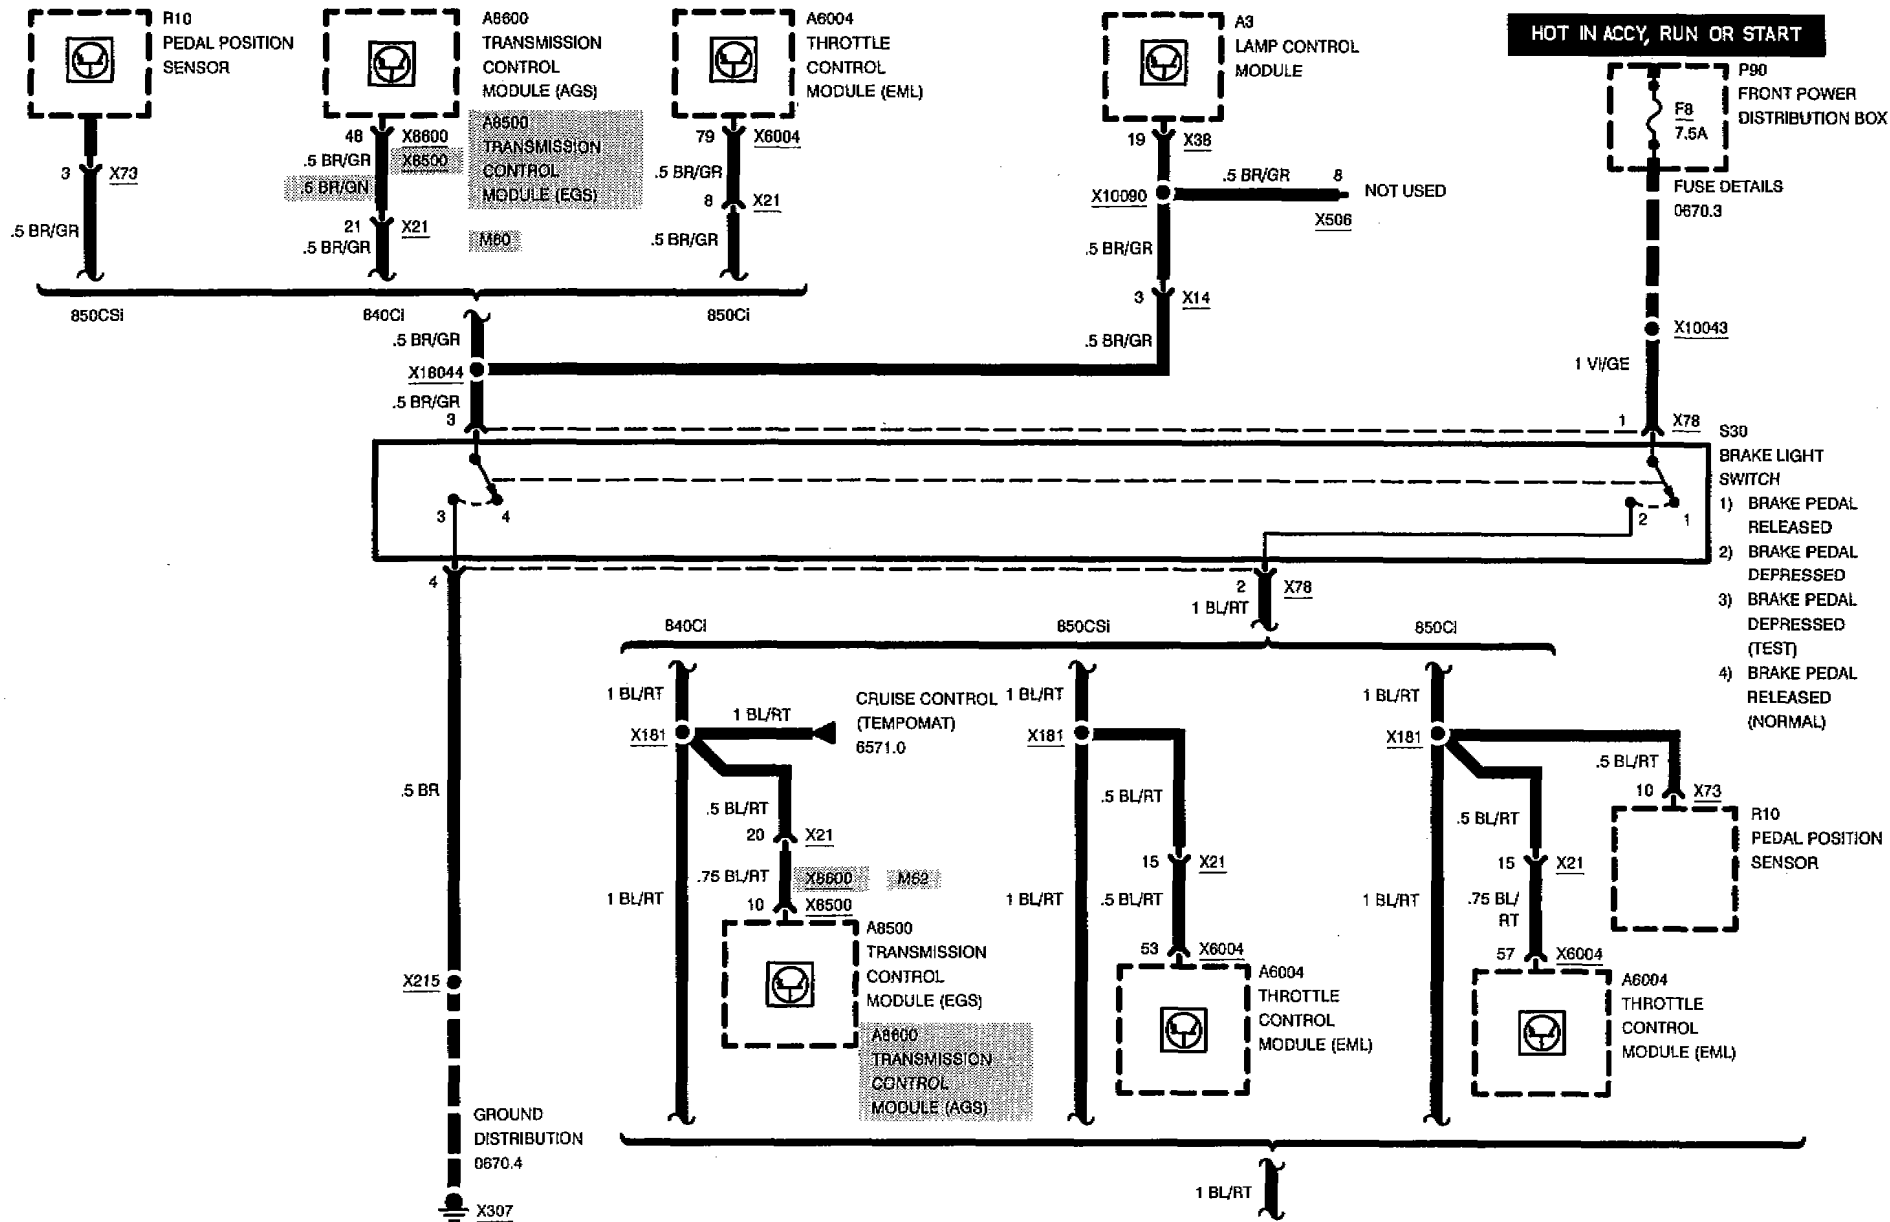 R10
PEDAL POSITION
SENSOR
A8600
TRANSMISSION
CONTROL
MODULE (AGS)
A8500
TRANSMISSION
CONTROL
MODULE (EGS)
A6004
THROTTLE
CONTROL
MODULE (EML)
A3
LAMP CONTROL
MODULE
HOT IN ACCY, RUN OR START
P90
FRONT POWER
DISTRIBUTION BOX
F8
7.5A
FUSE DETAILS
0670.3
3 X73
.5 BR/GR
48 X8600
.5 BR/GR X8500
.5 BR/GN
21 X21
.5 BR/GR
M60
79 X6004
.5 BR/GR
8 X21
.5 BR/GR
19 X38
X10090 .5 BR/GR 8 NOT USED
X506
.5 BR/GR
3 X14
.5 BR/GR
X10043
1 VI/GE
850CSi
840Ci
850Ci
.5 BR/GR
X18044
.5 BR/GR
3
1 X78
S30
BRAKE LIGHT
SWITCH
1) BRAKE PEDAL
RELEASED
2) BRAKE PEDAL
DEPRESSED
3) BRAKE PEDAL
DEPRESSED
(TEST)
4) BRAKE PEDAL
RELEASED
(NORMAL)
3 4
2 1
4
2 X78
1 BL/RT
840Ci
850CSi
850Ci
1 BL/RT
X181
1 BL/RT
CRUISE CONTROL
(TEMPOMAT)
6571.0
.5 BL/RT
20 X21
.75 BL/RT X8600 M62
10 X8500
1 BL/RT
A8500
TRANSMISSION
CONTROL
MODULE (EGS)
A8600
TRANSMISSION
CONTROL
MODULE (AGS)
1 BL/RT
X181
.5 BL/RT
15 X21
1 BL/RT
.5 BL/RT
53 X6004
A6004
THROTTLE
CONTROL
MODULE (EML)
1 BL/RT
X181
.5 BL/RT
10 X73
R10
PEDAL POSITION
SENSOR
.5 BL/RT
15 X21
1 BL/RT
.75 BL/
RT
57 X6004
A6004
THROTTLE
CONTROL
MODULE (EML)
.5 BR
X215
GROUND
DISTRIBUTION
0670.4
X307
1 BL/RT